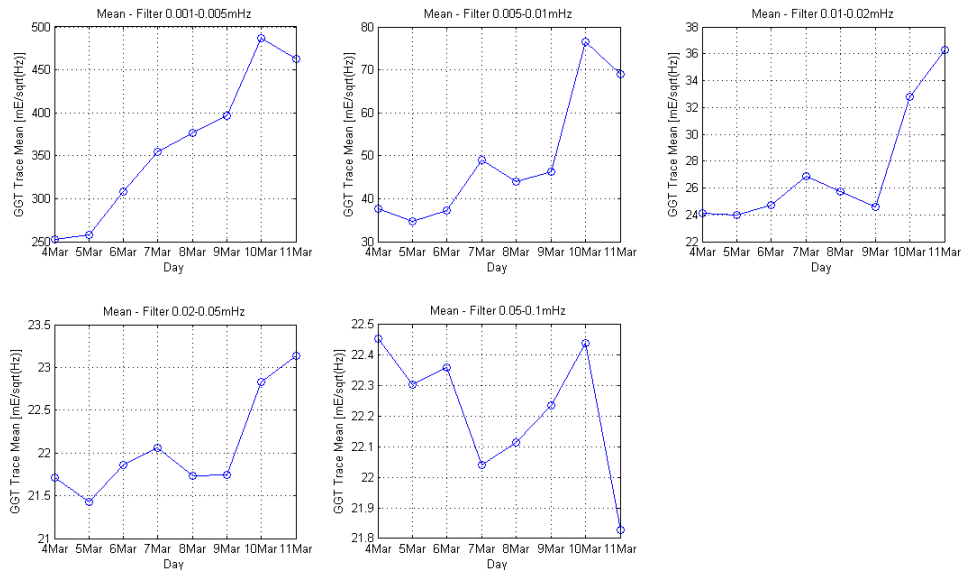 Mean - Filter 0.001-0.005mHz
GGT Trace Mean [mE/sqrt(Hz)]
500
450
400
350
300
250
4Mar 5Mar 6Mar 7Mar 8Mar 9Mar 10Mar 11Mar
Day
Mean - Filter 0.005-0.01mHz
GGT Trace Mean [mE/sqrt(Hz)]
80
70
60
50
40
30
4Mar 5Mar 6Mar 7Mar 8Mar 9Mar 10Mar 11Mar
Day
Mean - Filter 0.01-0.02mHz
GGT Trace Mean [mE/sqrt(Hz)]
38
36
34
32
30
28
26
24
22
4Mar 5Mar 6Mar 7Mar 8Mar 9Mar 10Mar 11Mar
Day
Mean - Filter 0.02-0.05mHz
GGT Trace Mean [mE/sqrt(Hz)]
23.5
23
22.5
22
21.5
21
4Mar 5Mar 6Mar 7Mar 8Mar 9Mar 10Mar 11Mar
Day
Mean - Filter 0.05-0.1mHz
GGT Trace Mean [mE/sqrt(Hz)]
22.5
22.4
22.3
22.2
22.1
22
21.9
21.8
4Mar 5Mar 6Mar 7Mar 8Mar 9Mar 10Mar 11Mar
Day